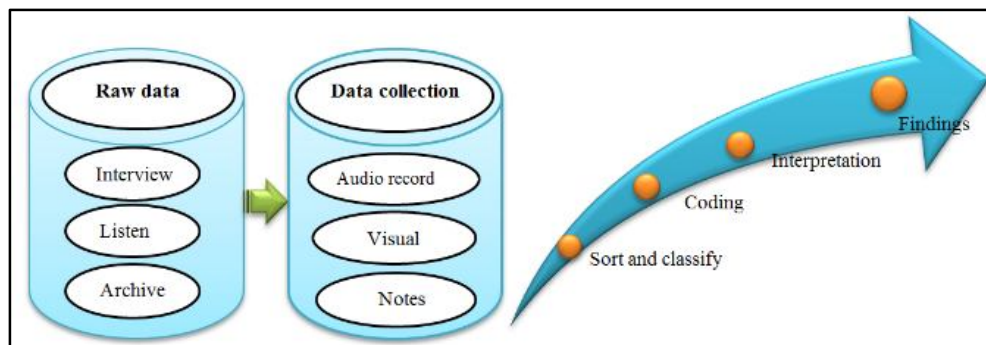 Raw data
Interview
Listen
Archive
Data collection
Audio record
Visual
Notes
Sort and classify
Coding
Interpretation
Findings